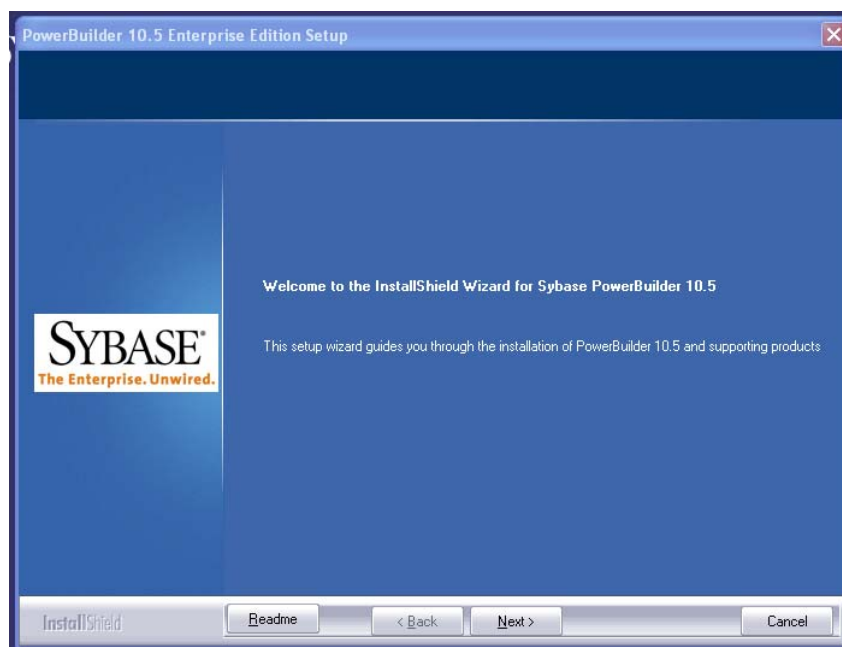 PowerBuilder 10.5 Enterprise Edition Setup
Welcome to the InstallShield Wizard for Sybase PowerBuilder 10.5
This setup wizard guides you through the installation of PowerBuilder 10.5 and supporting products
SYBASE®
The Enterprise. Unwired.
InstallShield
Readme
< Back
Next >
Cancel